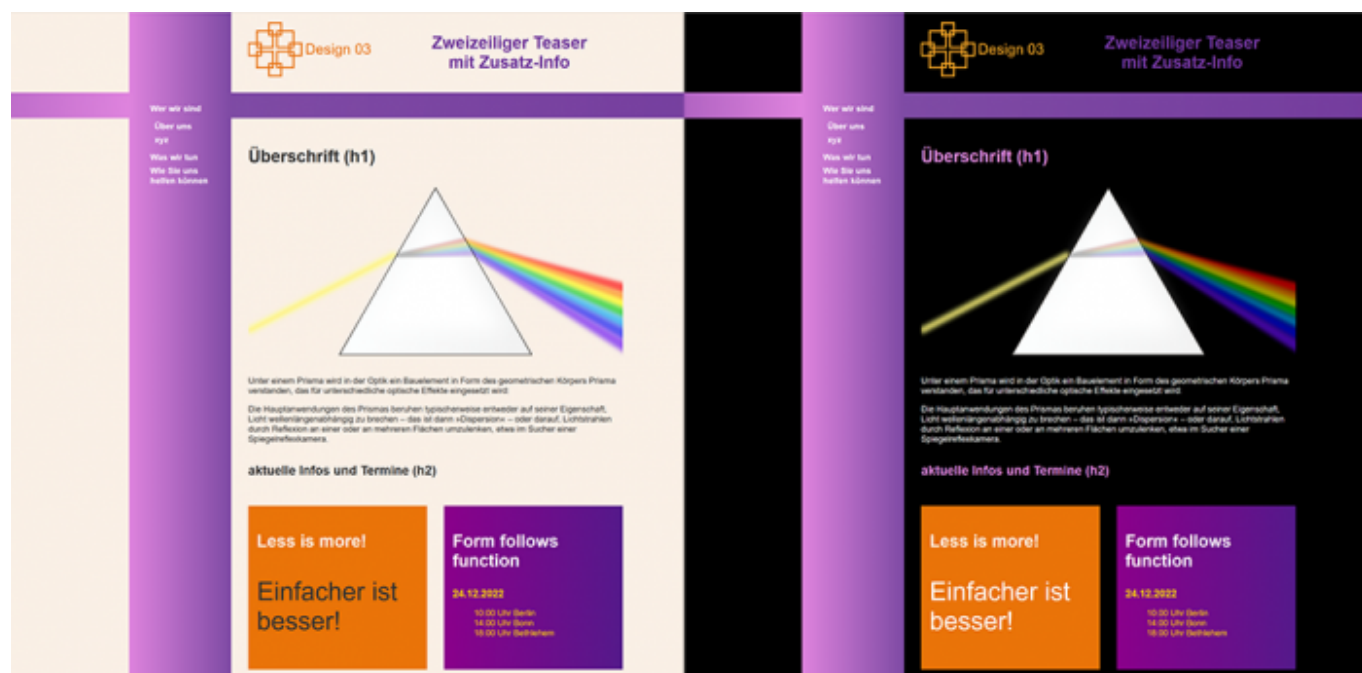 Design 03
Zweizeiliger Teaser
mit Zusatz-Info
Wer wir sind
Über uns
xyz
Was wir tun
Wie Sie uns
helfen können
Überschrift (h1)
Unter einem Prisma wird in der Optik ein Bauelement in Form des geometrischen Körpers Prisma
verstanden, das für unterschiedliche optische Effekte eingesetzt wird.
Die Hauptanwendungen des Prismas beruhen typischerweise entweder auf seiner Eigenschaft,
Licht wellenlängenabhängig zu brechen – das ist dann »Dispersion« – oder darauf, Lichtstrahlen
durch Reflexion an einer oder an mehreren Flächen umzulenken, etwa im Sucher einer
Spiegelreflexkamera.
aktuelle Infos und Termine (h2)
Less is more!
Einfacher ist
besser!
Form follows
function
24.12.2022
10:00 Uhr Berlin
14:00 Uhr Bonn
18:00 Uhr Bethlehem
Design 03
Zweizeiliger Teaser
mit Zusatz-Info
Wer wir sind
Über uns
xyz
Was wir tun
Wie Sie uns
helfen können
Überschrift (h1)
Unter einem Prisma wird in der Optik ein Bauelement in Form des geometrischen Körpers Prisma
verstanden, das für unterschiedliche optische Effekte eingesetzt wird.
Die Hauptanwendungen des Prismas beruhen typischerweise entweder auf seiner Eigenschaft,
Licht wellenlängenabhängig zu brechen – das ist dann »Dispersion« – oder darauf, Lichtstrahlen
durch Reflexion an einer oder an mehreren Flächen umzulenken, etwa im Sucher einer
Spiegelreflexkamera.
aktuelle Infos und Termine (h2)
Less is more!
Einfacher ist
besser!
Form follows
function
24.12.2022
10:00 Uhr Berlin
14:00 Uhr Bonn
18:00 Uhr Bethlehem